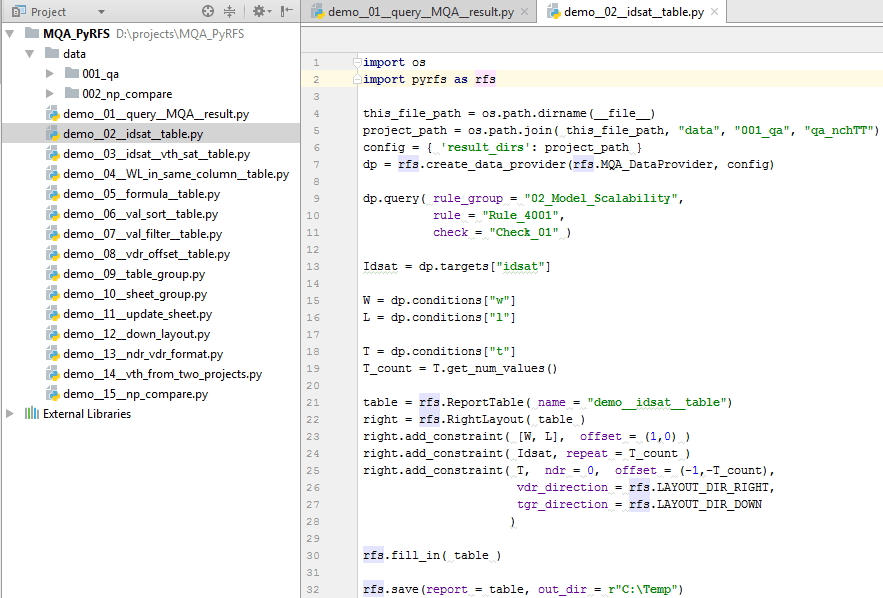 Project
MQA_PyRFS D:\projects\MQA_PyRFS
data
001_qa
002_np_compare
demo__01__query__MQA__result.py
demo__02__idsat__table.py
demo__03__idsat__vth_sat__table.py
demo__04__WL_in_same_column__table.py
demo__05__formula__table.py
demo__06__val_sort__table.py
demo__07__val_filter__table.py
demo__08__vdr_offset__table.py
demo__09__table_group.py
demo__10__sheet_group.py
demo__11__update_sheet.py
demo__12__down_layout.py
demo__13__ndr_vdr_format.py
demo__14__vth_from_two_projects.py
demo__15__np_compare.py
External Libraries
demo__01__query__MQA__result.py
demo__02__idsat__table.py
1 import os
2 import pyrfs as rfs
3
4 this_file_path = os.path.dirname(__file__)
5 project_path = os.path.join( this_file_path, "data", "001_qa", "qa_nchTT")
6 config = { 'result_dirs': project_path }
7 dp = rfs.create_data_provider(rfs.MQA_DataProvider, config)
8
9 dp.query( rule_group = "02_Model_Scalability",
10 rule = "Rule_4001",
11 check = "Check_01" )
12
13 Idsat = dp.targets["idsat"]
14
15 W = dp.conditions["w"]
16 L = dp.conditions["l"]
17
18 T = dp.conditions["t"]
19 T_count = T.get_num_values()
20
21 table = rfs.ReportTable( name = "demo__idsat__table")
22 right = rfs.RightLayout( table )
23 right.add_constraint( [W, L], offset = (1,0) )
24 right.add_constraint( Idsat, repeat = T_count )
25 right.add_constraint( T, ndr = 0, offset = (-1,-T_count),
26 vdr_direction = rfs.LAYOUT_DIR_RIGHT,
27 tgr_direction = rfs.LAYOUT_DIR_DOWN
28 )
29
30 rfs.fill_in( table )
31
32 rfs.save(report = table, out_dir = r"C:\Temp")